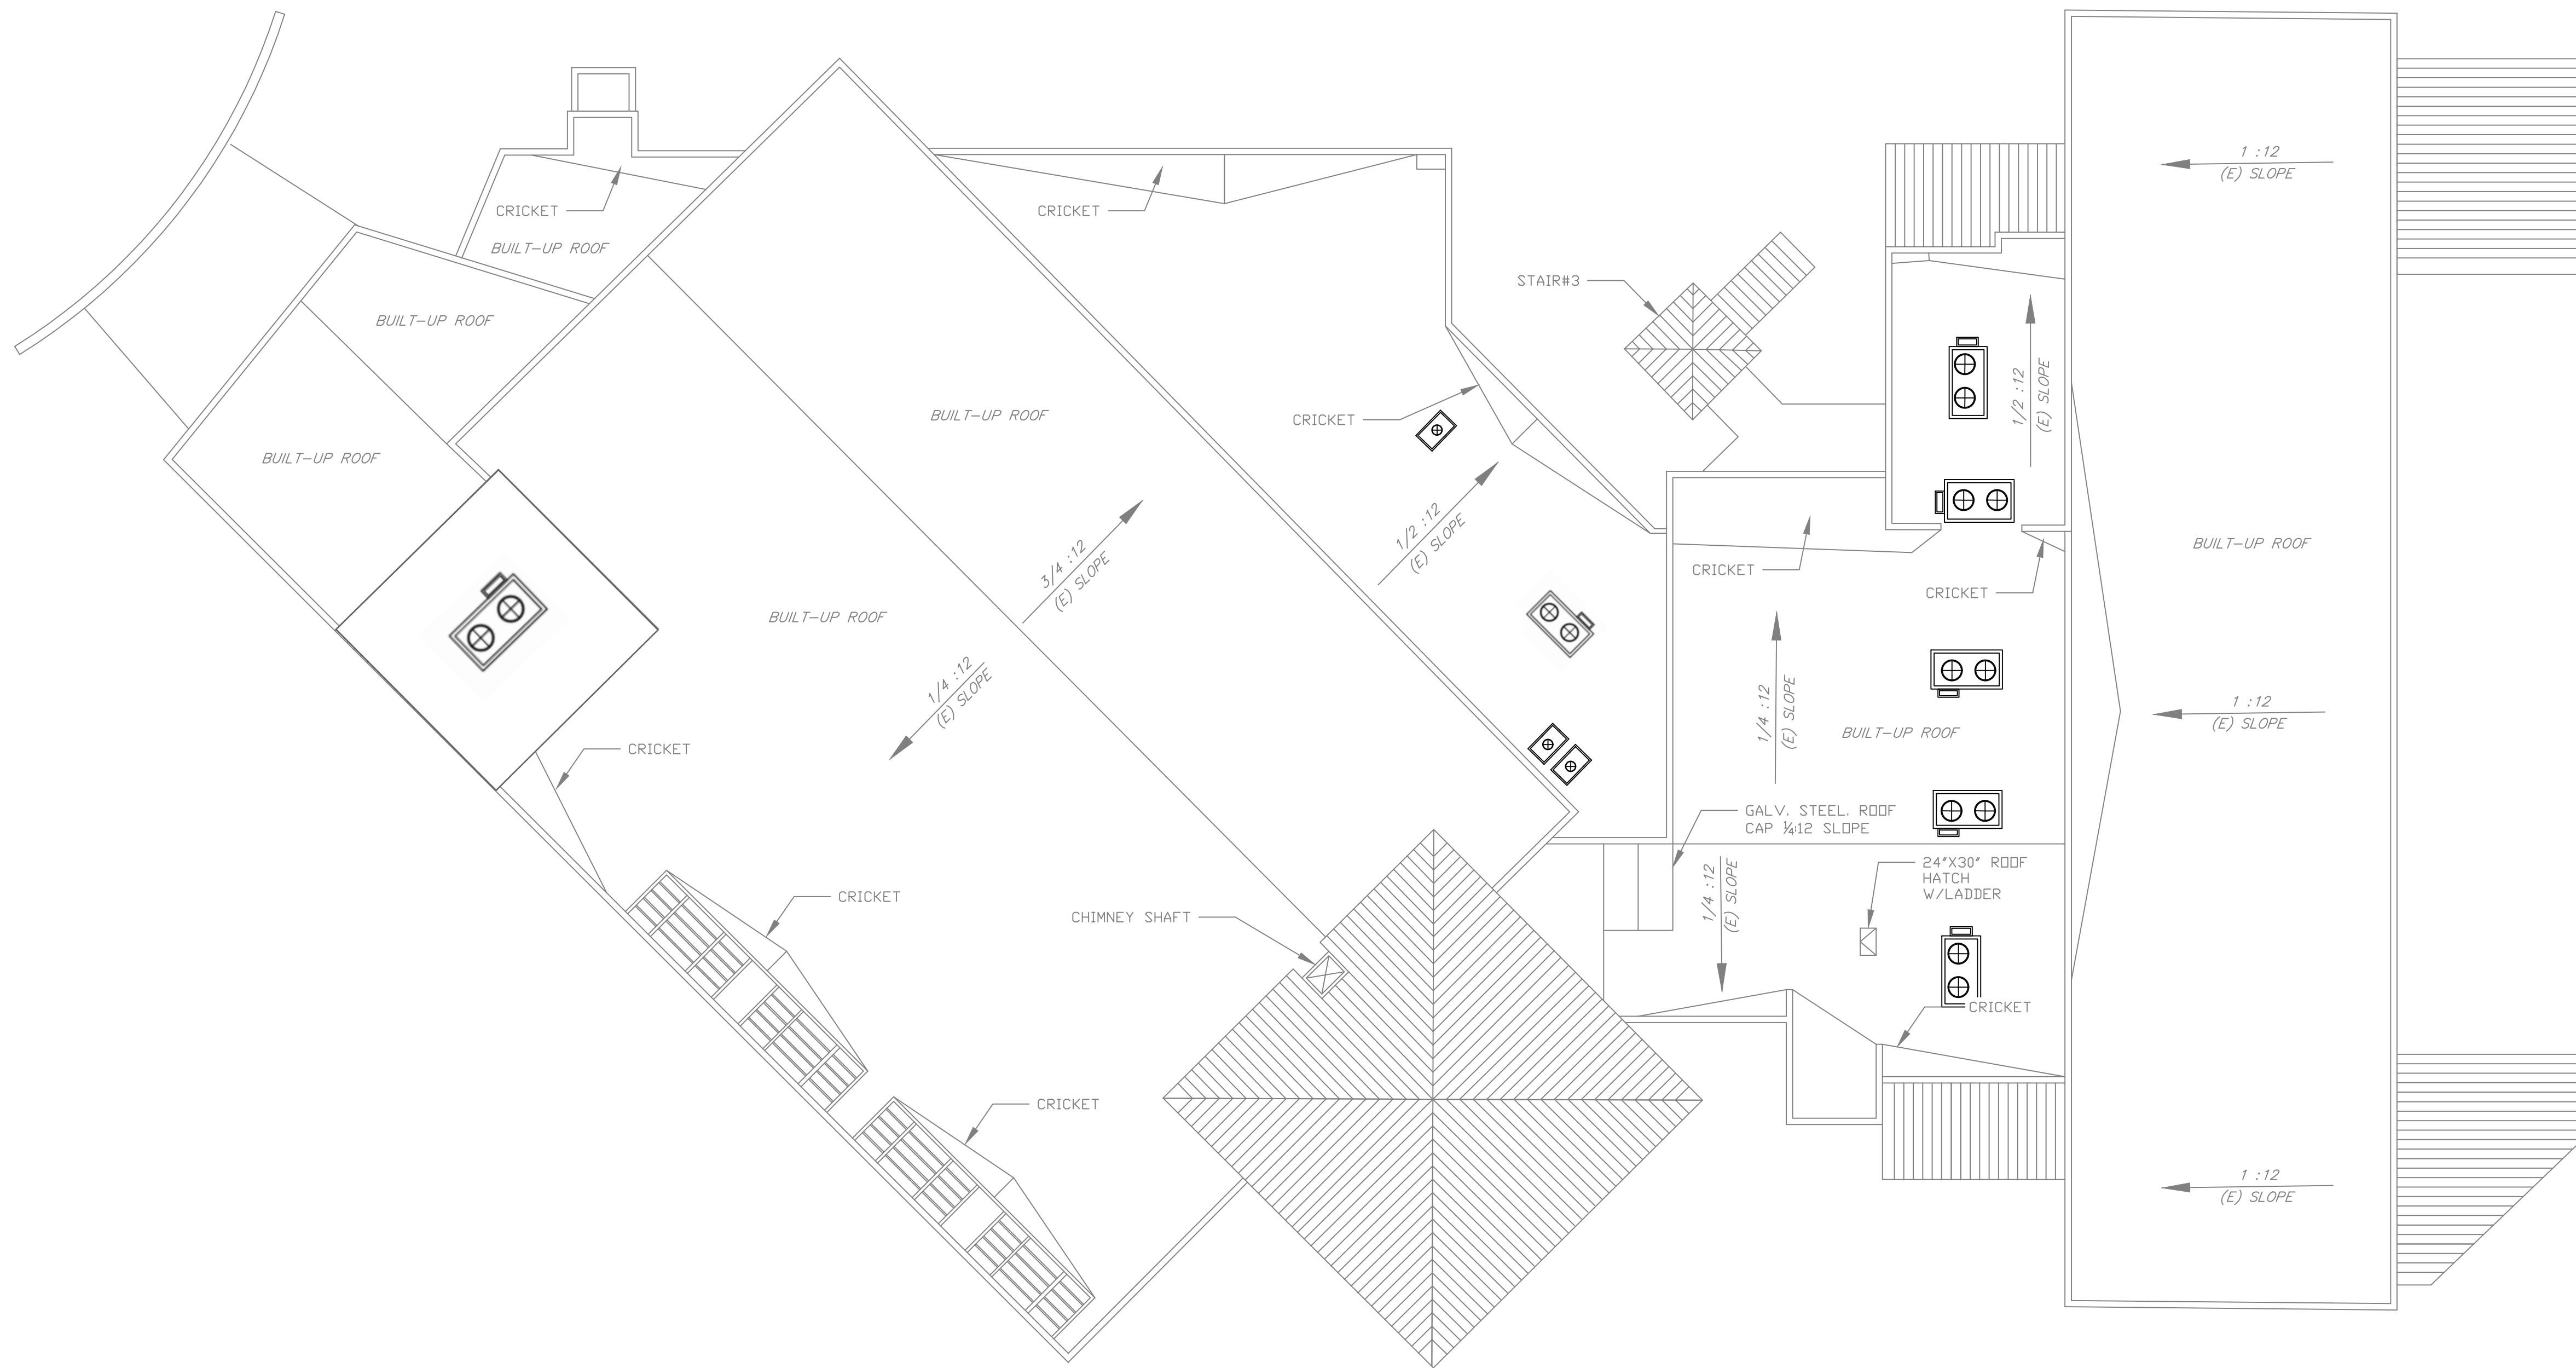 1 :12
(E) SLOPE
CRICKET
BUILT-UP ROOF
CRICKET
STAIR#3
BUILT-UP ROOF
BUILT-UP ROOF
CRICKET
1/2 :12
(E) SLOPE
BUILT-UP ROOF
1/2 :12
(E) SLOPE
BUILT-UP ROOF
3/4 :12
(E) SLOPE
CRICKET
CRICKET
BUILT-UP ROOF
1/4 :12
(E) SLOPE
1/4 :12
(E) SLOPE
1 :12
(E) SLOPE
BUILT-UP ROOF
CRICKET
GALV. STEEL. ROOF
CAP ¼:12 SLOPE
24"X30" ROOF
HATCH
W/LADDER
1/4 :12
(E) SLOPE
CRICKET
CHIMNEY SHAFT
CRICKET
CRICKET
1 :12
(E) SLOPE